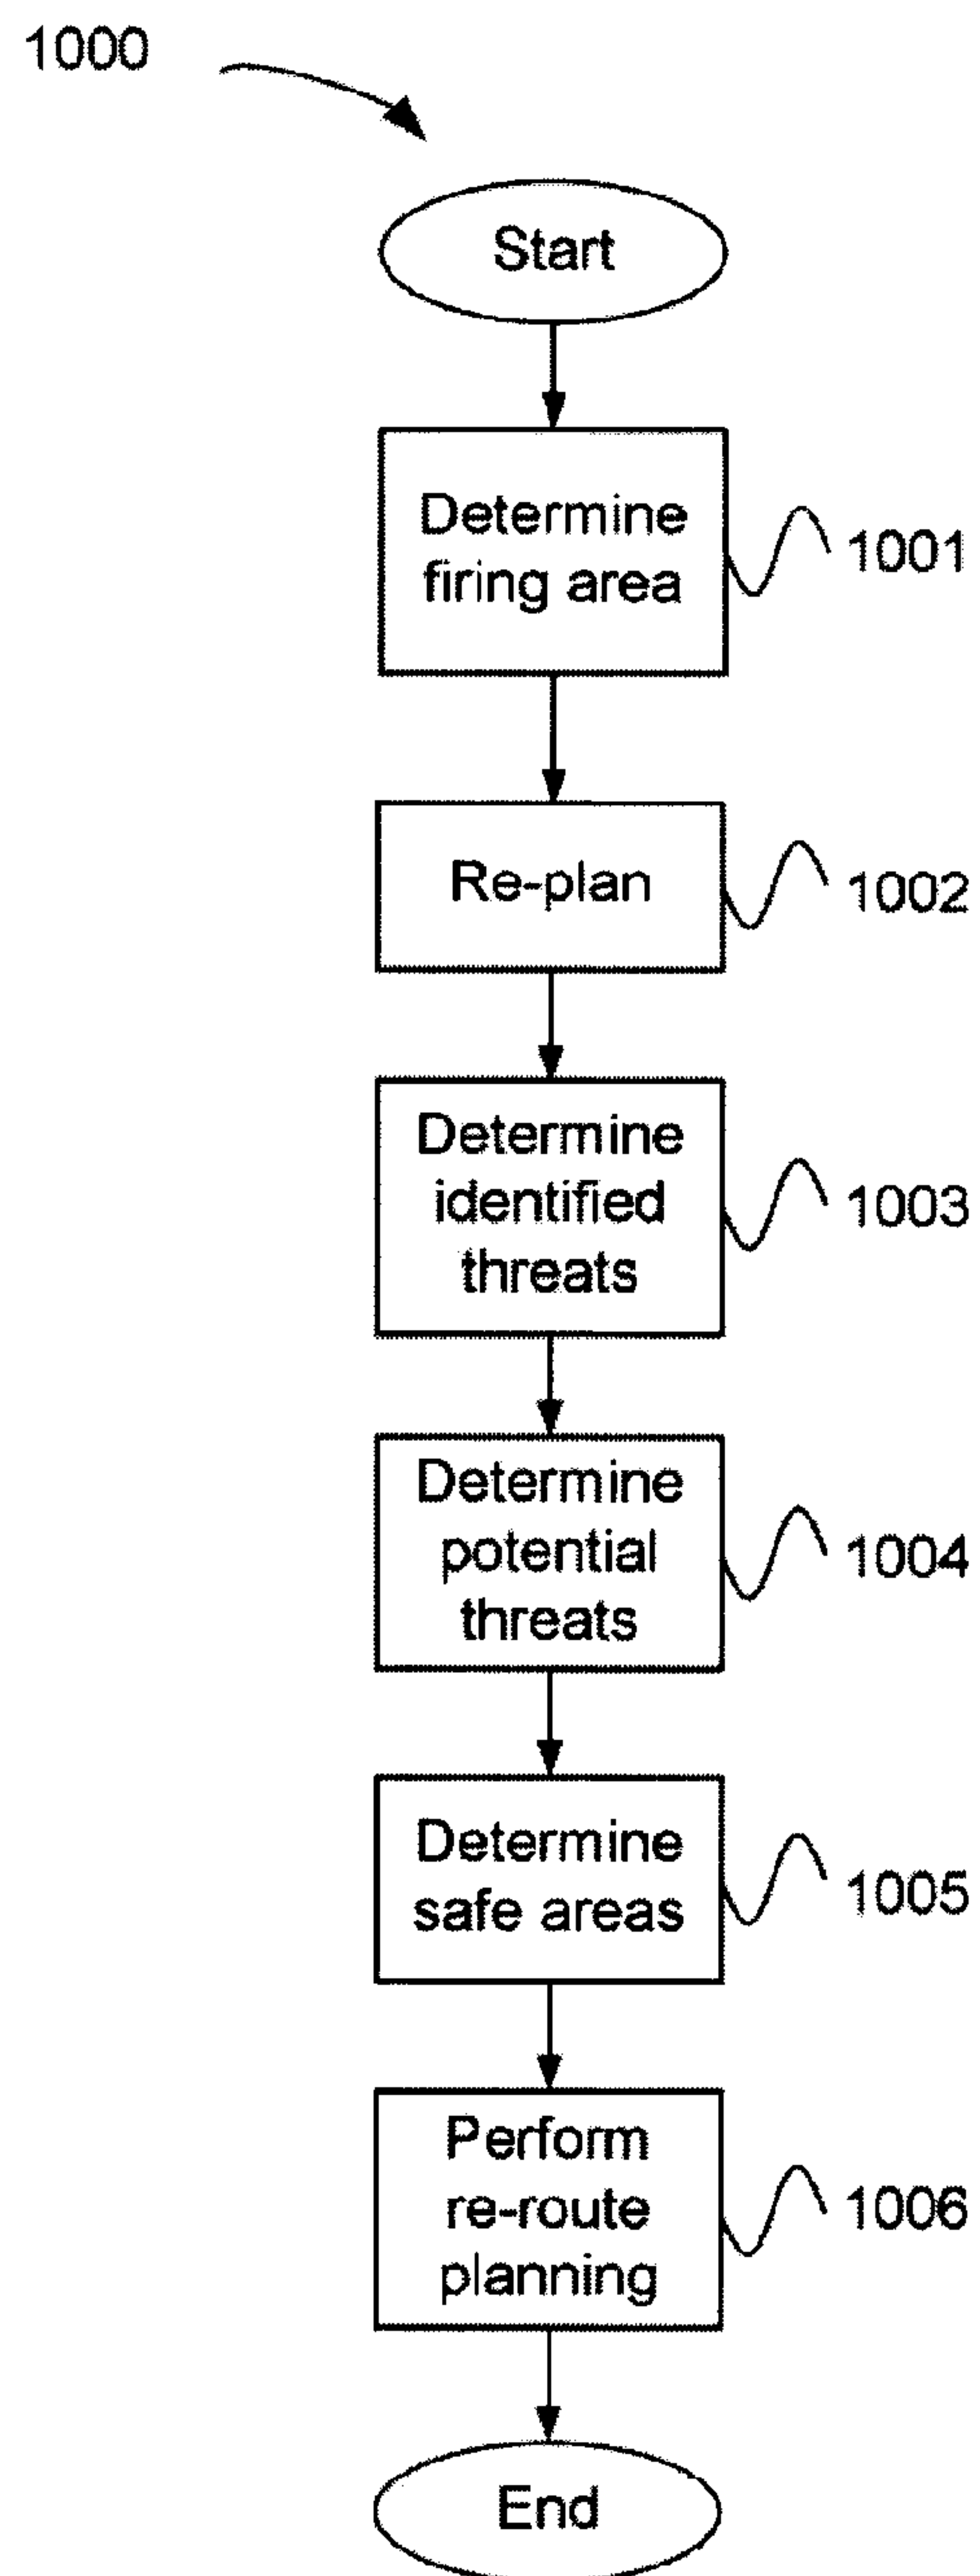 1000
Start
Determine
firing area
1001
Re-plan
1002
Determine
identified
threats
1003
Determine
potential
threats
1004
Determine
safe areas
1005
Perform
re-route
planning
1006
End